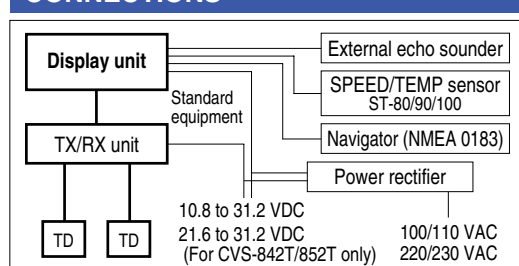 CONNECTIONS
Display unit
External echo sounder
SPEED/TEMP sensor
ST-80/90/100
Standard
equipment
TX/RX unit
Navigator (NMEA 0183)
Power rectifier
TD
TD
10.8 to 31.2 VDC
21.6 to 31.2 VDC
(For CVS-842T/852T only)
100/110 VAC
220/230 VAC